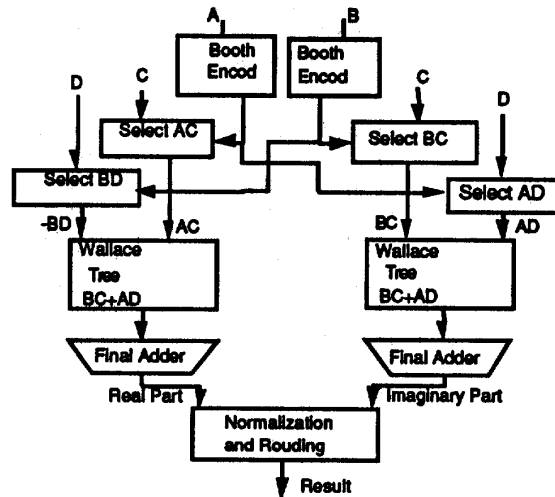 A
B
Booth
Encod
Booth
Encod
D
C
C
D
Select AC
Select BC
Select BD
Select AD
-BD
AC
BC
AD
Wallace
Tree
BC+AD
Wallace
Tree
BC+AD
Final Adder
Final Adder
Real Part
Imaginary Part
Normalization
and Rouding
Result